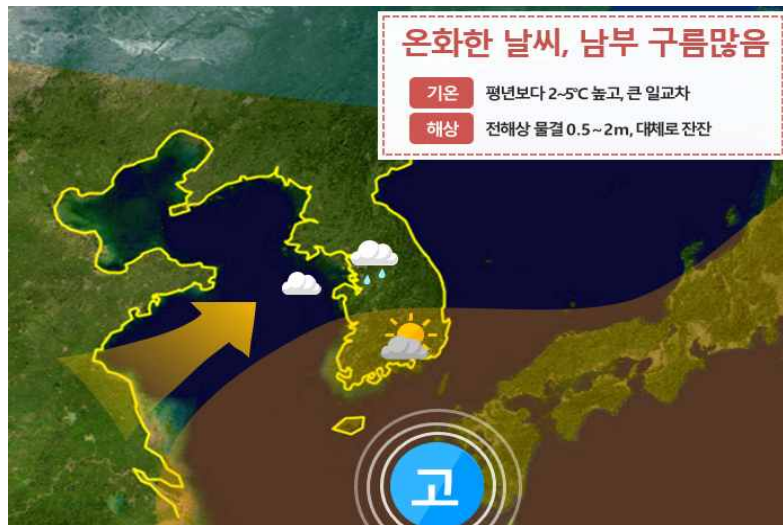 온화한 날씨, 남부 구름많음
기온 평년보다 2~5℃ 높고, 큰 일교차
해상 전해상 물결 0.5~2m, 대체로 잔잔
고